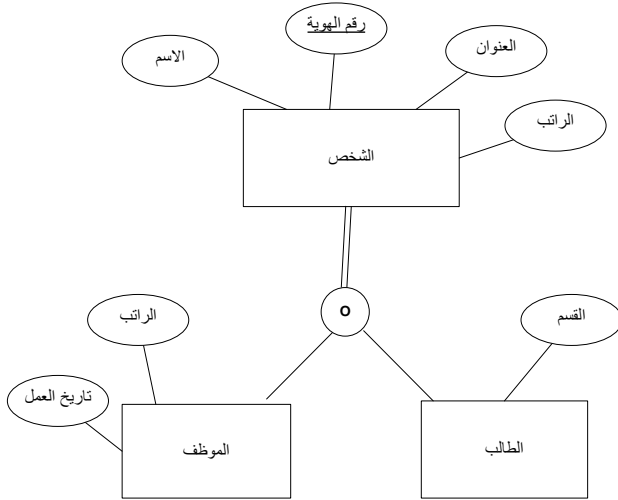 رقم الهوية
العنوان
الاسم
الراتب
الشخص
الراتب
O
القسم
تاريخ العمل
الموظف
الطالب